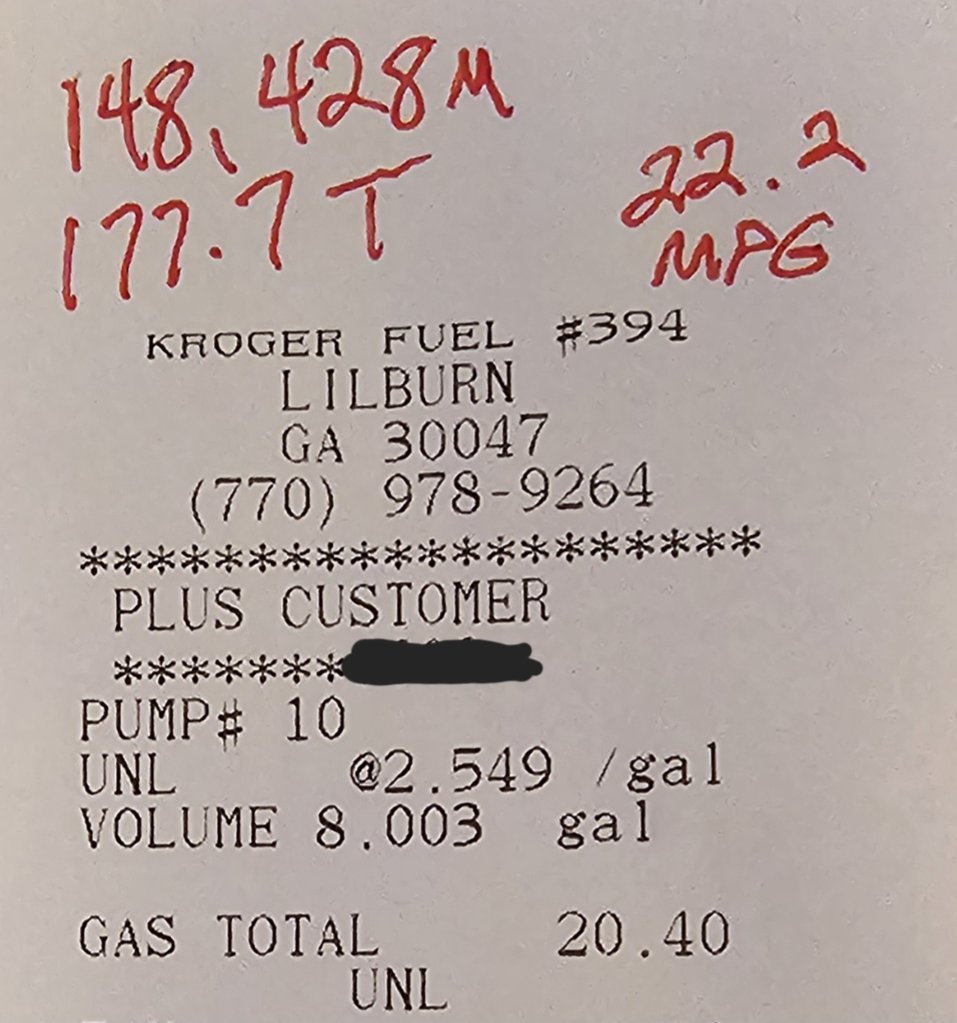 148,428M
177.7 T
22.2
MPG
KROGER FUEL #394
LILBURN
GA 30047
(770) 978-9264
********************
PLUS CUSTOMER
*******
PUMP# 10
UNL @2.549 /gal
VOLUME 8.003 gal
GAS TOTAL 20.40
UNL